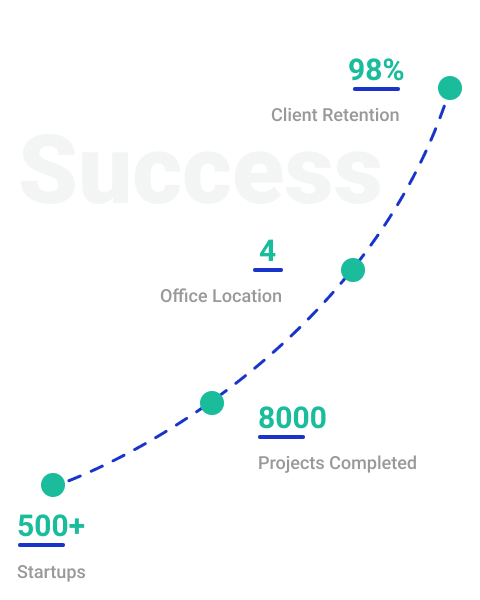 98%
Client Retention
Success
4
Office Location
8000
Projects Completed
500+
Startups